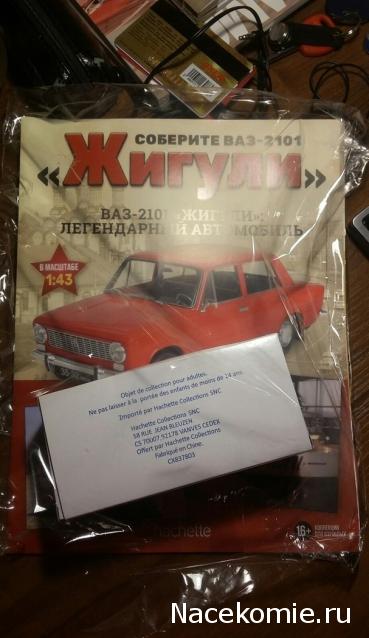 СОБЕРИТЕ ВАЗ-2101
«Жигули»
ВАЗ-2101 «ЖИГУЛИ»:
ЛЕГЕНДАРНЫЙ АВТОМОБИЛЬ
В МАСШТАБЕ
1:43
Objet de collection pour adultes.
Ne pas laisser à la portée des enfants de moins de 14 ans.
Importé par Hachette Collections SNC
Hachette Collections SNC
58 RUE JEAN BLEUZEN
CS 70007 92178 VANVES CEDEX
Offert par Hachette Collections
Fabriqué en Chine.
CKB37BO3
hachette
16+
Nacekomie.ru